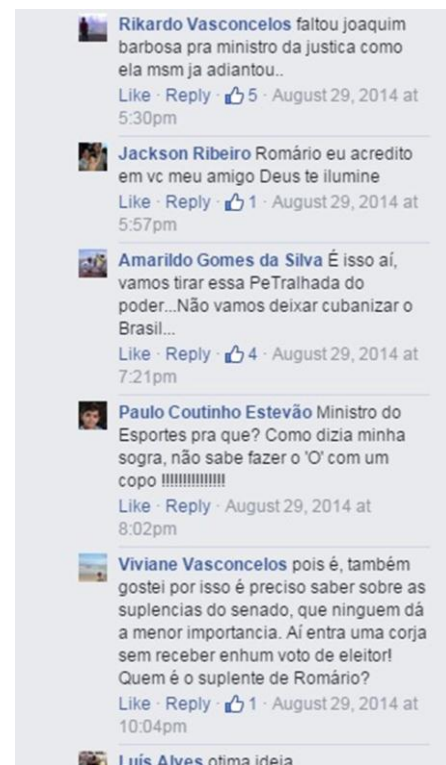 Rikardo Vasconcelos faltou joaquim
barbosa pra ministro da justica como
ela msm ja adiantou..
Like · Reply · 5 · August 29, 2014 at
5:30pm
Jackson Ribeiro Romário eu acredito
em vc meu amigo Deus te ilumine
Like · Reply · 1 · August 29, 2014 at
5:57pm
Amarildo Gomes da Silva É isso aí,
vamos tirar essa PeTralhada do
poder...Não vamos deixar cubanizar o
Brasil...
Like · Reply · 4 · August 29, 2014 at
7:21pm
Paulo Coutinho Estevão Ministro do
Esportes pra que? Como dizia minha
sogra, não sabe fazer o 'O' com um
copo !!!!!!!!!!!!!!!
Like · Reply · August 29, 2014 at
8:02pm
Viviane Vasconcelos pois é, também
gostei por isso é preciso saber sobre as
suplencias do senado, que ninguem dá
a menor importancia. Aí entra uma corja
sem receber enhum voto de eleitor!
Quem é o suplente de Romário?
Like · Reply · 1 · August 29, 2014 at
10:04pm
Luís Alves otima ideia